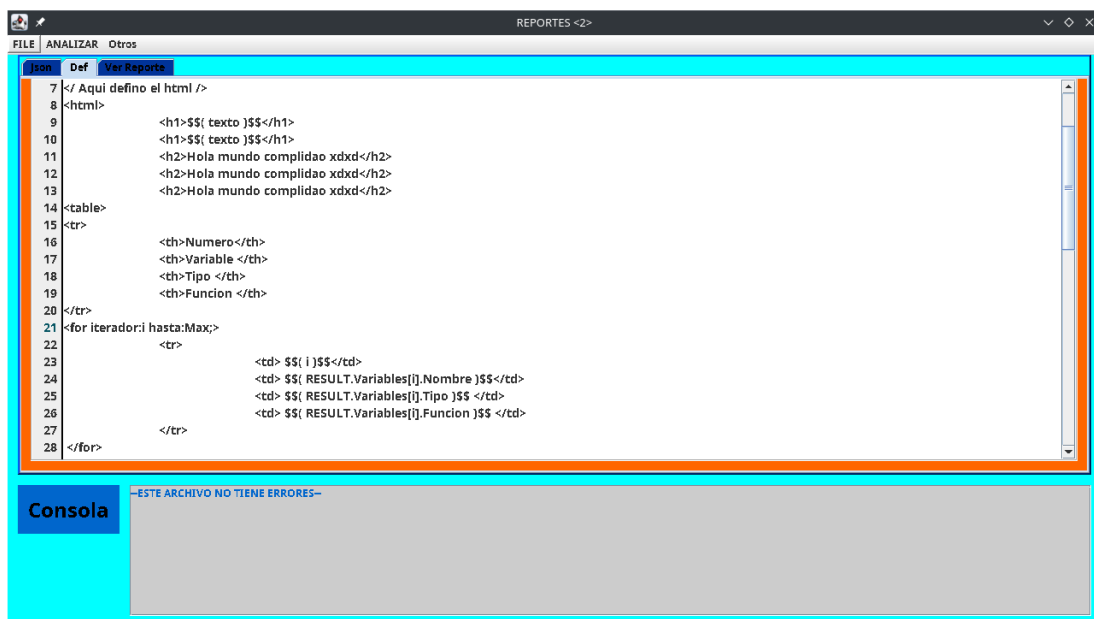 REPORTES <2>
FILE ANALIZAR Otros
Json Def Ver Reporte
7 </ Aqui defino el html />
8 <html>
9 <h1>$$( texto )$$</h1>
10 <h1>$$( texto )$$</h1>
11 <h2>Hola mundo complidao xdxd</h2>
12 <h2>Hola mundo complidao xdxd</h2>
13 <h2>Hola mundo complidao xdxd</h2>
14 <table>
15 <tr>
16 <th>Numero</th>
17 <th>Variable </th>
18 <th>Tipo </th>
19 <th>Funcion </th>
20 </tr>
21 <for iterador:i hasta:Max;>
22 <tr>
23 <td> $$( i )$$</td>
24 <td> $$( RESULT.Variables[i].Nombre )$$</td>
25 <td> $$( RESULT.Variables[i].Tipo )$$ </td>
26 <td> $$( RESULT.Variables[i].Funcion )$$ </td>
27 </tr>
28 </for>
Consola
—ESTE ARCHIVO NO TIENE ERRORES—